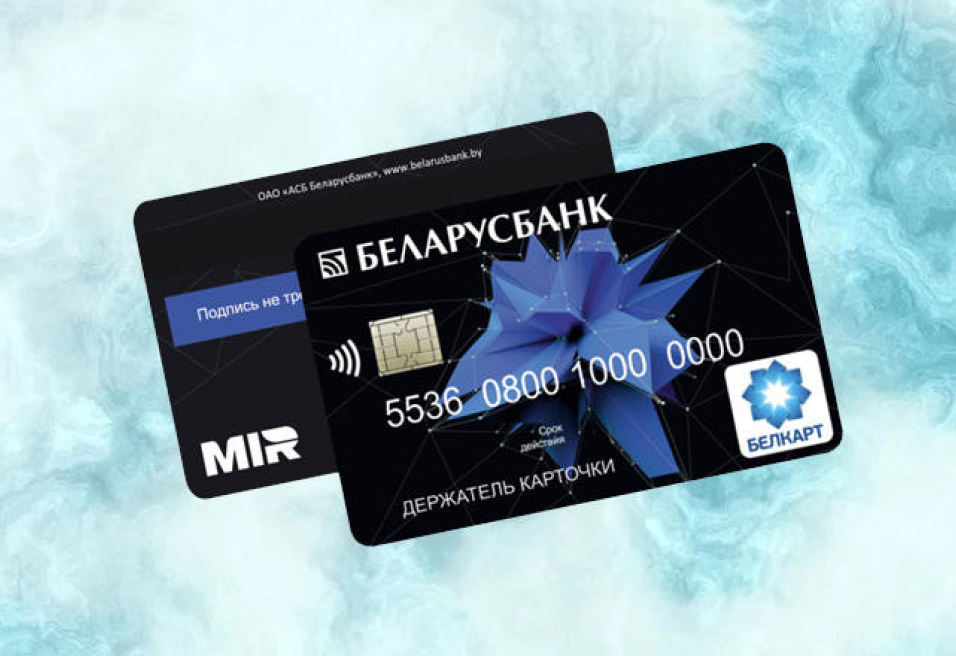 ОАО «АСБ Беларусбанк», www.belarusbank.by
Подпись не тре
MIR
БЕЛАРУСБАНК
5536 0800 1000 0000
Срок
действия
ДЕРЖАТЕЛЬ КАРТОЧКИ
БЕЛКАРТ